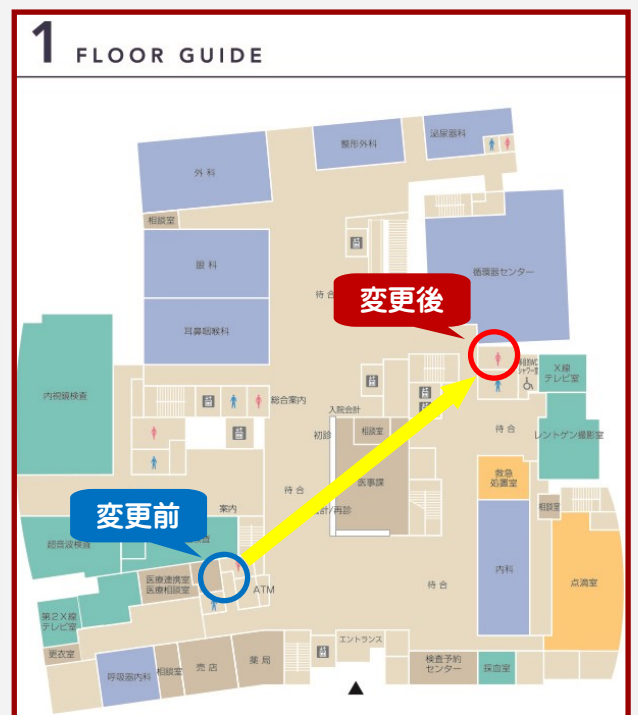 1 FLOOR GUIDE
泌尿器科
整形外科
外 科
相談室
眼 科
循環器センター
待 合
変更後
耳鼻咽喉科
X線
テレビ室
内視鏡検査
総合案内
入院会計
初診
相談室
待 合
レントゲン撮影室
医事課
救急
処置室
待 合
変更前
案内
会計/再診
相談室
超音波検査
内科
点滴室
医療連携室
医療相談室
ATM
待 合
第2X線
テレビ室
更衣室
エントランス
呼吸器内科
相談室
売 店
薬 局
検査予約
センター
採血室